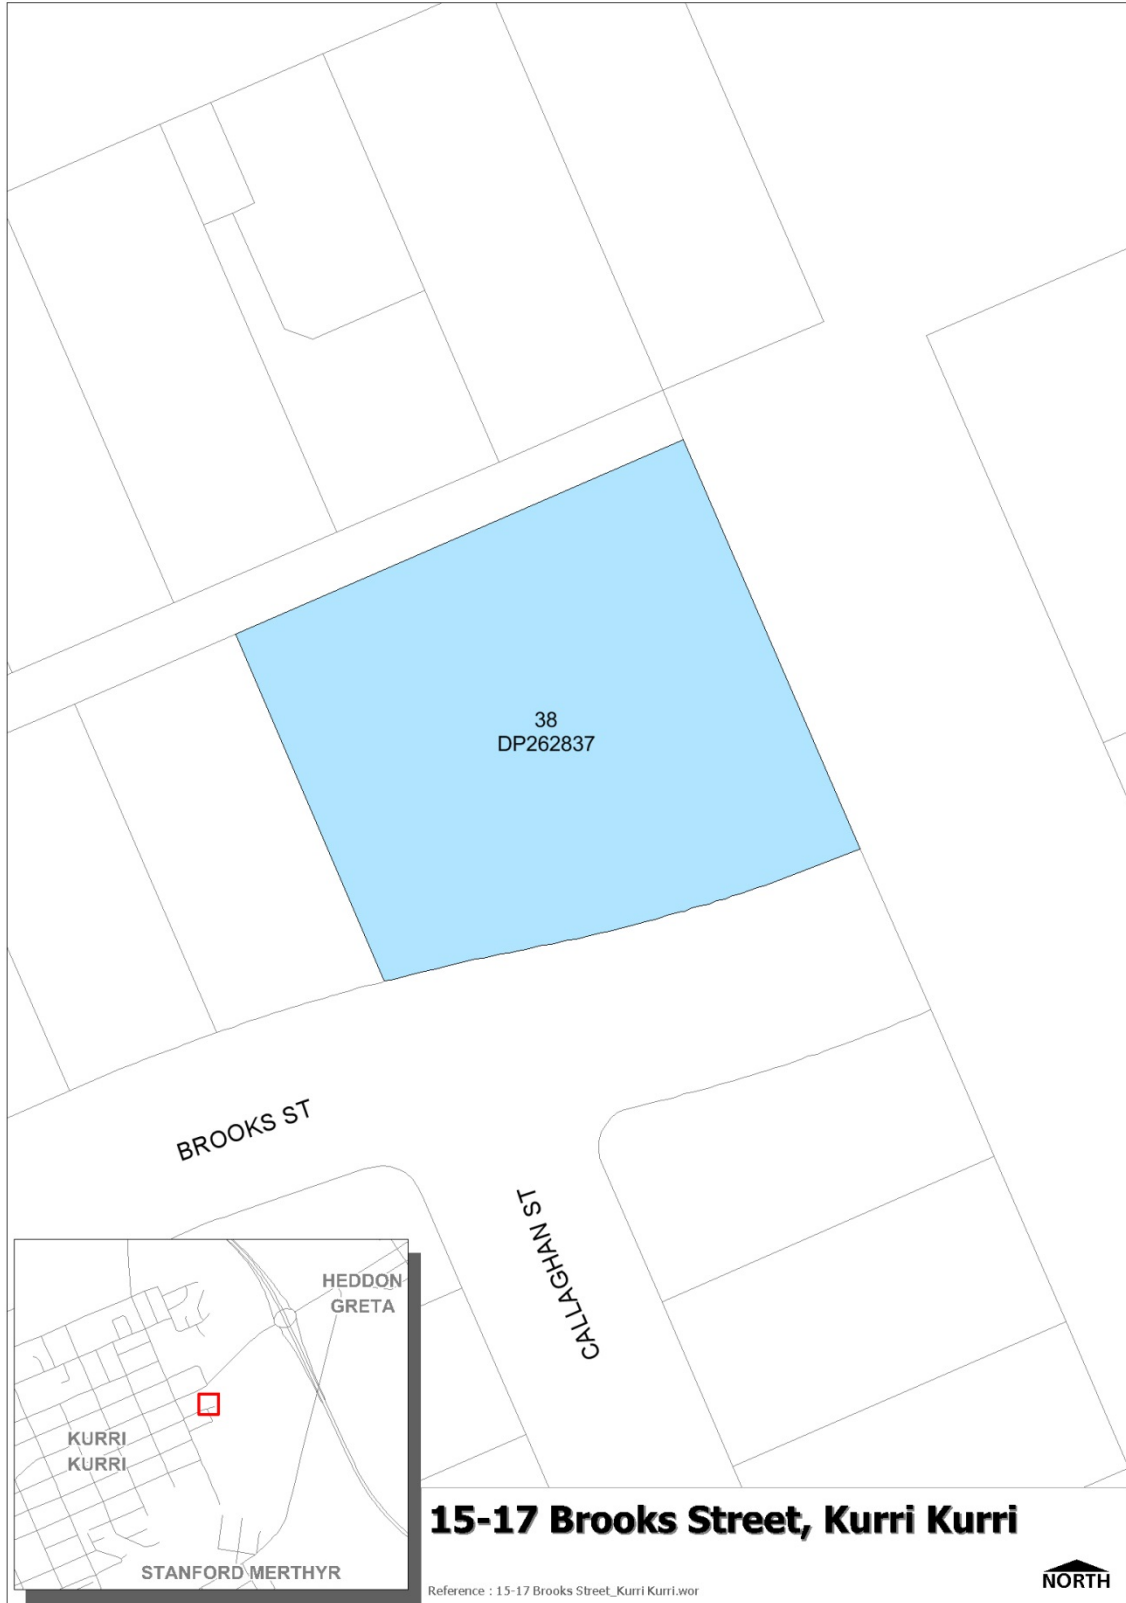 38
DP262837
BROOKS ST
CALLAGHAN ST
HEDDON
GRETA
KURRI
KURRI
STANFORD MERTHYR
15-17 Brooks Street, Kurri Kurri
Reference : 15-17 Brooks Street_Kurri Kurri.wor
NORTH